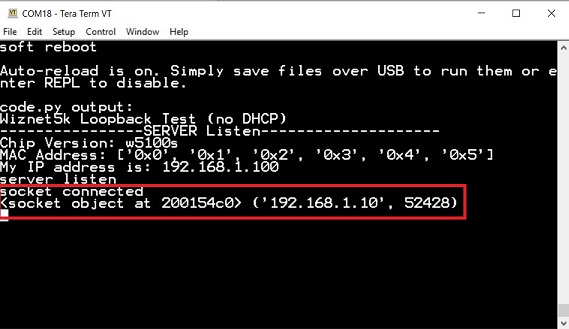 COM18 - Tera Term VT
File Edit Setup Control Window Help
soft reboot
Auto-reload is on. Simply save files over USB to run them or e
nter REPL to disable.
code.py output:
Wiznet5k Loopback Test (no DHCP)
----------------SERVER Listen--------------------
Chip Version: w5100s
MAC Address: ['0x0', '0x1', '0x2', '0x3', '0x4', '0x5']
My IP address is: 192.168.1.100
server listen
socket connected
<socket object at 200154c0> ('192.168.1.10', 52428)